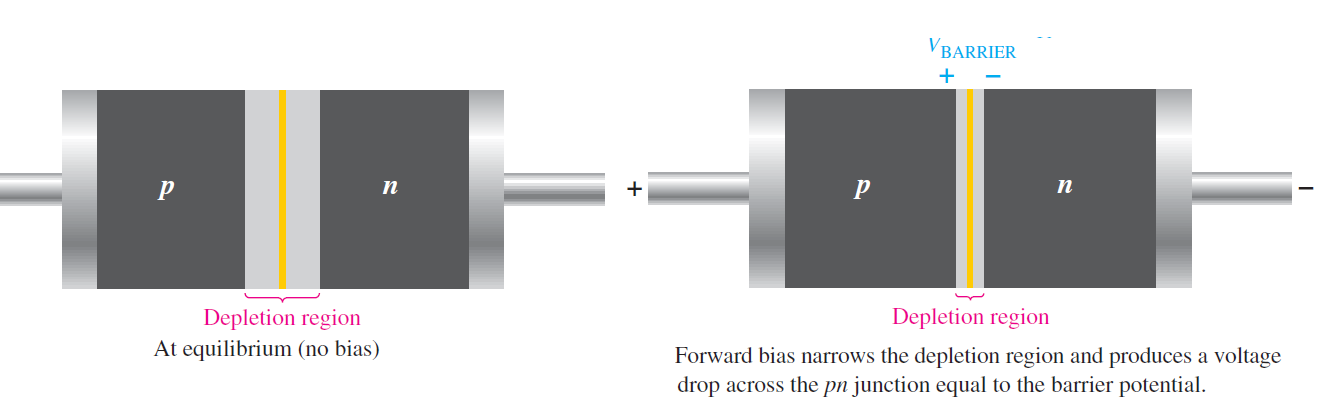 V BARRIER
+ −
p n
+ p n −
Depletion region
At equilibrium (no bias)
Depletion region
Forward bias narrows the depletion region and produces a voltage
drop across the pn junction equal to the barrier potential.